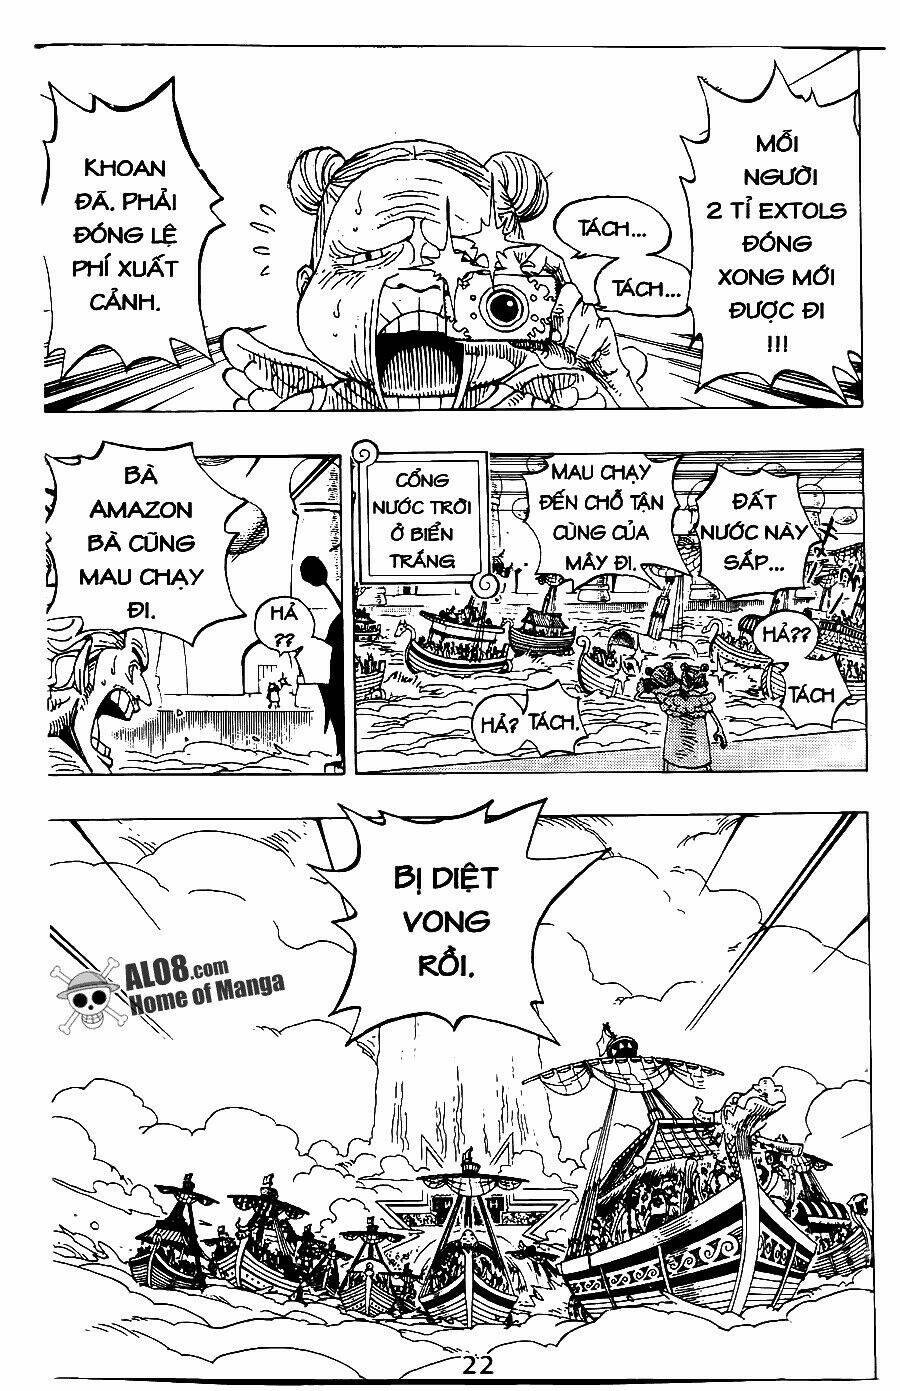 KHOAN
ĐÃ. PHẢI
ĐÓNG LỆ
PHÍ XUẤT
CẢNH.
TÁCH...
TÁCH...
MỖI
NGƯỜI
2 TỈ EXTOLS
ĐÓNG
XONG MỚI
ĐƯỢC ĐI
!!!
BÀ
AMAZON
BÀ CŨNG
MAU CHẠY
ĐI.
HẢ
??
CỔNG
NƯỚC TRỜI
Ở BIỂN
TRẮNG
MAU CHẠY
ĐẾN CHỖ TẬN
CÙNG CỦA
MÂY ĐI.
ĐẤT
NƯỚC NÀY
SẮP...
HẢ??
TÁCH
HẢ?
TÁCH.
BỊ DIỆT
VONG
RỒI.
ALO8.com
Home of Manga
22